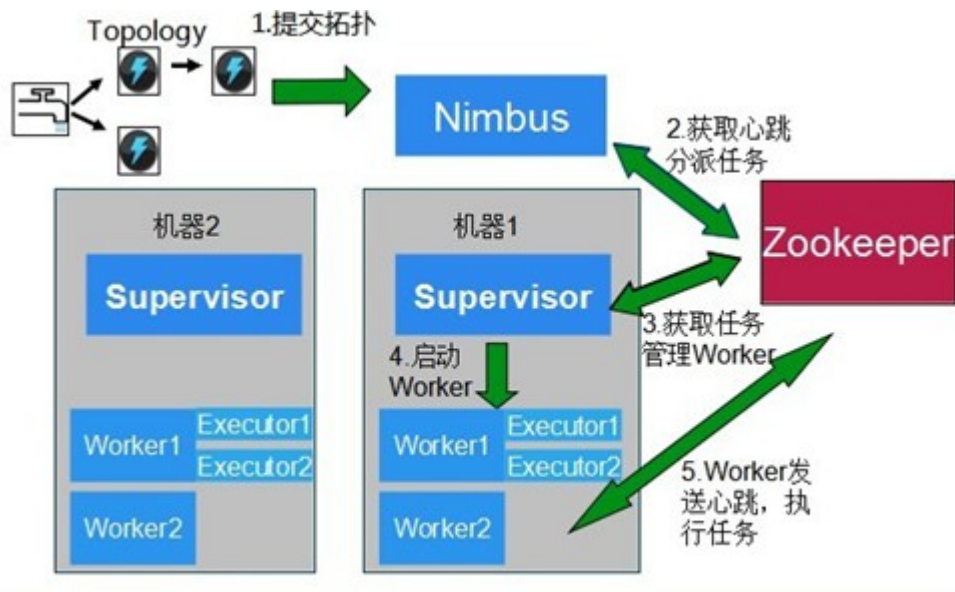 Topology
1.提交拓扑
Nimbus
2.获取心跳
分派任务
Zookeeper
机器2
Supervisor
Worker1
Executor1
Executor2
Worker2
机器1
Supervisor
3.获取任务
管理Worker
4.启动
Worker
Worker1
Executor1
Executor2
Worker2
5.Worker发
送心跳，执
行任务